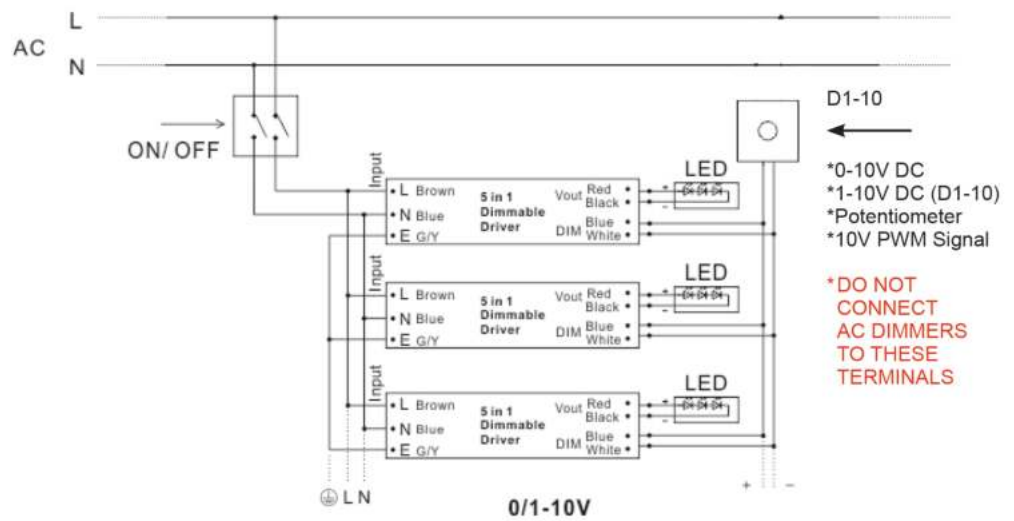 L
AC
N
D1-10
ON/ OFF
*0-10V DC
*1-10V DC (D1-10)
*Potentiometer
*10V PWM Signal
*DO NOT
CONNECT
AC DIMMERS
TO THESE
TERMINALS
Input
L Brown
N Blue
E G/Y
5 in 1
Dimmable
Driver
Vout Red
Black
DIM Blue
White
LED
+
-
Input
L Brown
N Blue
E G/Y
5 in 1
Dimmable
Driver
Vout Red
Black
DIM Blue
White
LED
+
-
Input
L Brown
N Blue
E G/Y
5 in 1
Dimmable
Driver
Vout Red
Black
DIM Blue
White
LED
+
-
L N
+ -
0/1-10V